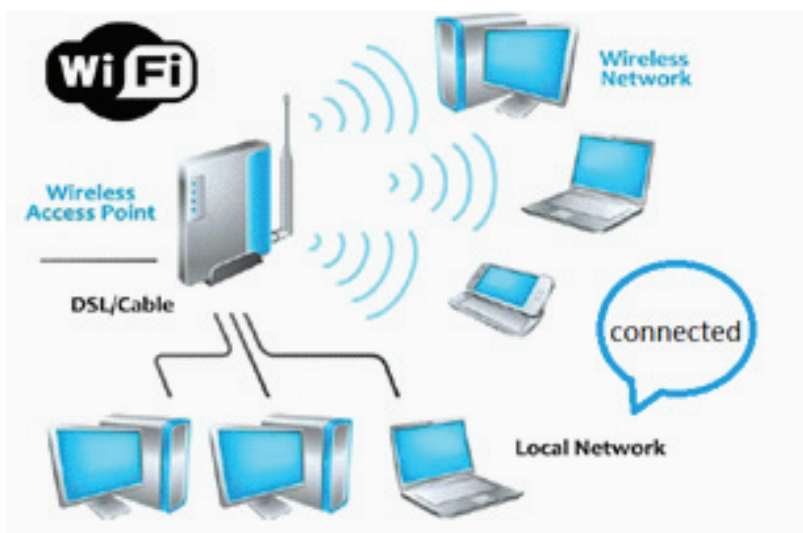 Wi Fi
Wireless
Network
Wireless
Access Point
DSL/Cable
connected
Local Network